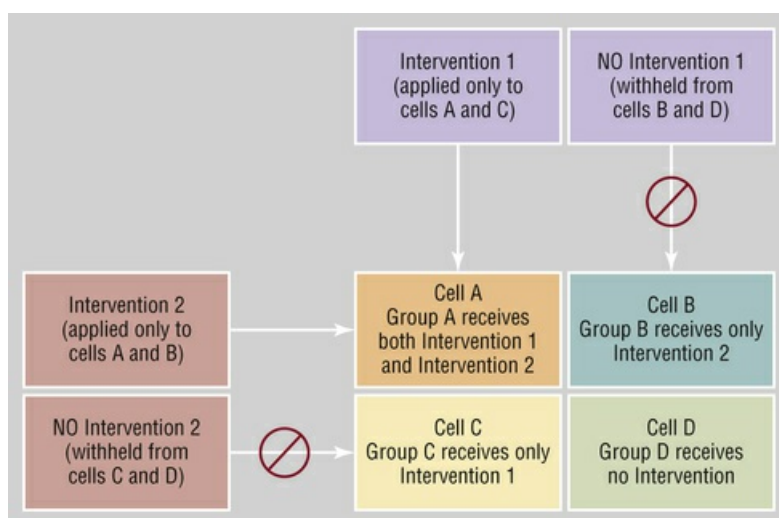 Intervention 1
(applied only to
cells A and C)
NO Intervention 1
(withheld from
cells B and D)
Intervention 2
(applied only to
cells A and B)
Cell A
Group A receives
both Intervention 1
and Intervention 2
Cell B
Group B receives only
Intervention 2
NO Intervention 2
(withheld from
cells C and D)
Cell C
Group C receives only
Intervention 1
Cell D
Group D receives
no Intervention